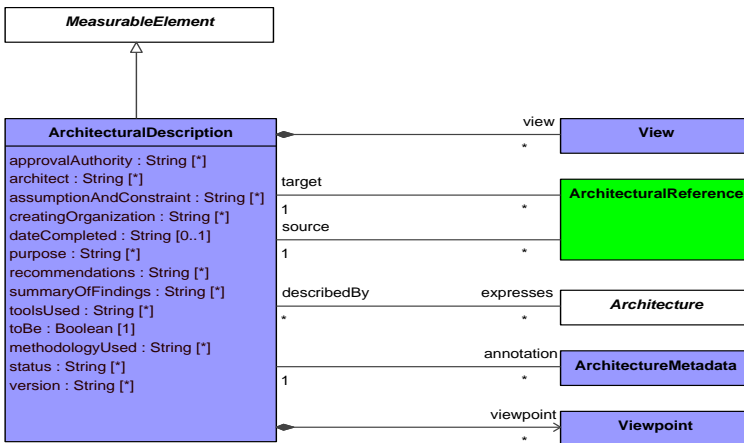 MeasurableElement
ArchitecturalDescription
approvalAuthority : String [*]
architect : String [*]
assumptionAndConstraint : String [*]
creatingOrganization : String [*]
dateCompleted : String [0..1]
purpose : String [*]
recommendations : String [*]
summaryOfFindings : String [*]
toolsUsed : String [*]
toBe : Boolean [1]
methodologyUsed : String [*]
status : String [*]
version : String [*]
view
*
View
target
1
*
ArchitecturalReference
source
1
*
describedBy
*
expresses
*
Architecture
annotation
1
*
ArchitectureMetadata
viewpoint
*
Viewpoint